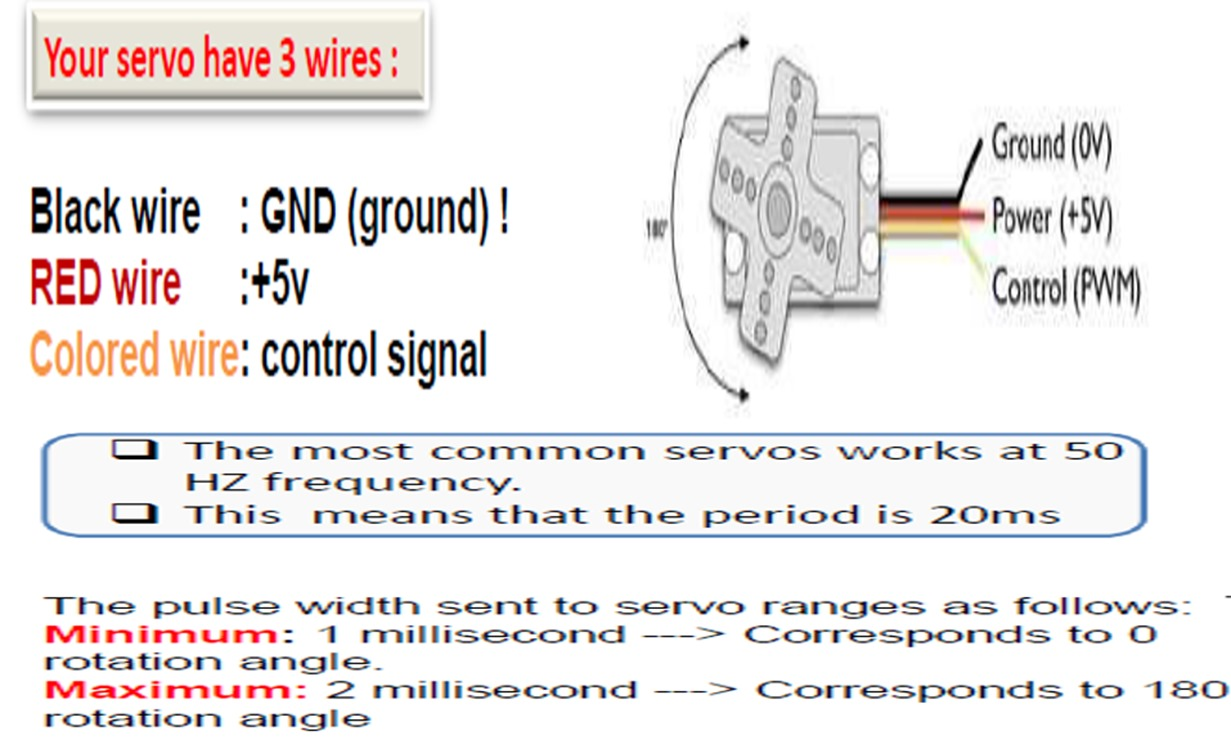 Your servo have 3 wires :
Black wire : GND (ground) !
RED wire :+5v
Colored wire: control signal
180°
Ground (0V)
Power (+5V)
Control (PWM)
The most common servos works at 50
HZ frequency.
This means that the period is 20ms
The pulse width sent to servo ranges as follows:
Minimum: 1 millisecond ---> Corresponds to 0
rotation angle.
Maximum: 2 millisecond ---> Corresponds to 180
rotation angle